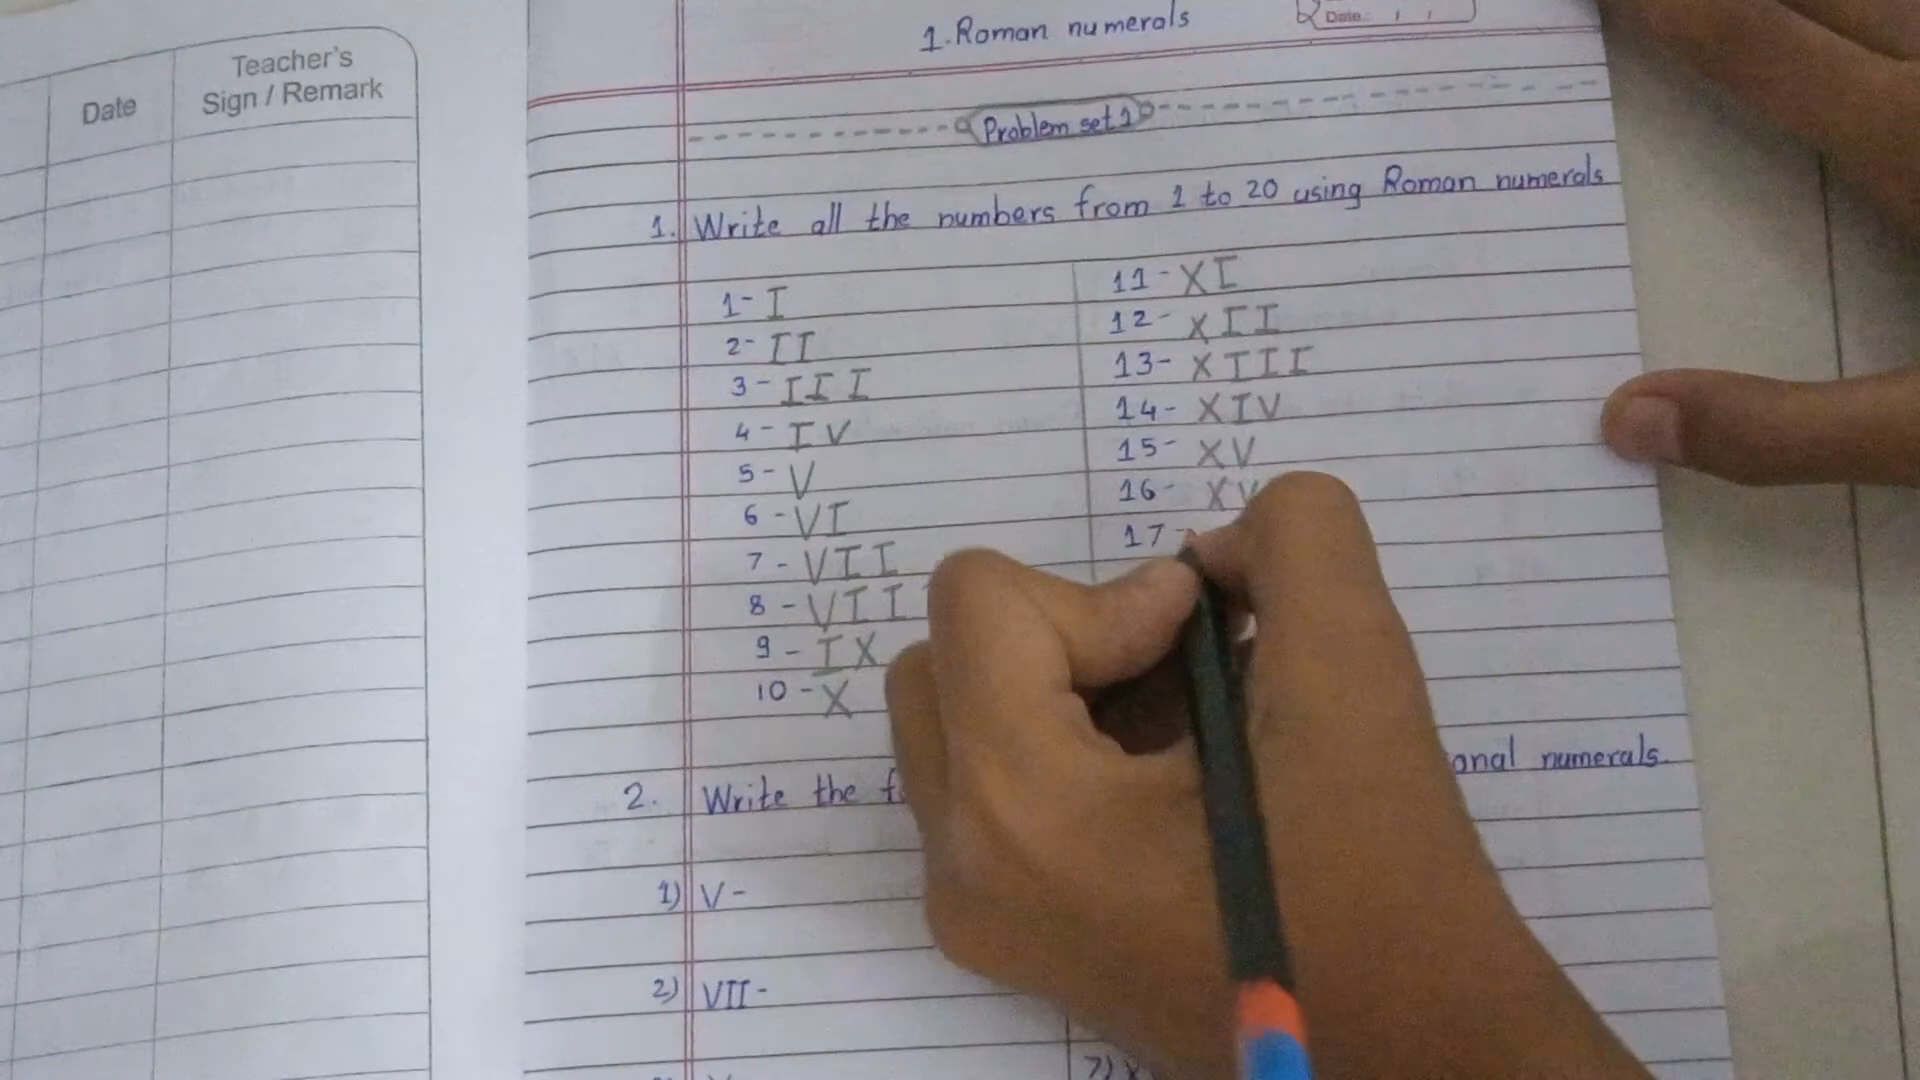 Date
Teacher's
Sign / Remark
Date :   /   /
1. Roman numerals
Problem set 1
1. Write all the numbers from 1 to 20 using Roman numerals
1- I
2- II
3 - III
4 - IV
5 - V
6 - VI
7 - VII
8 - VII
9 - IX
10 - X
11 - XI
12 - XII
13 - XIII
14 - XIV
15 - XV
16 - XV
17 -
2. Write the
onal numerals.
1) V -
2) VII -
7)